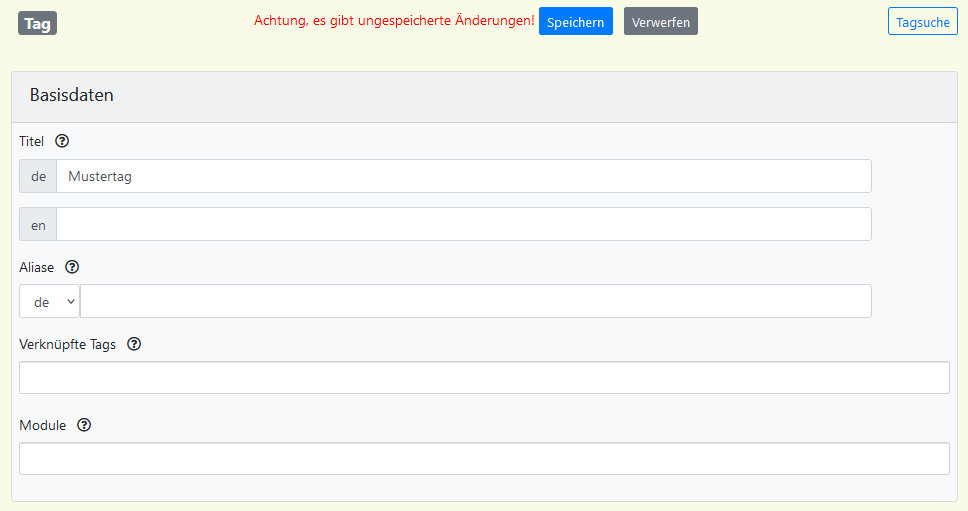 Tag
Achtung, es gibt ungespeicherte Änderungen! Speichern Verwerfen
Tagsuche
Basisdaten
Titel
de Mustertag
en
Aliase
de
Verknüpfte Tags
Module